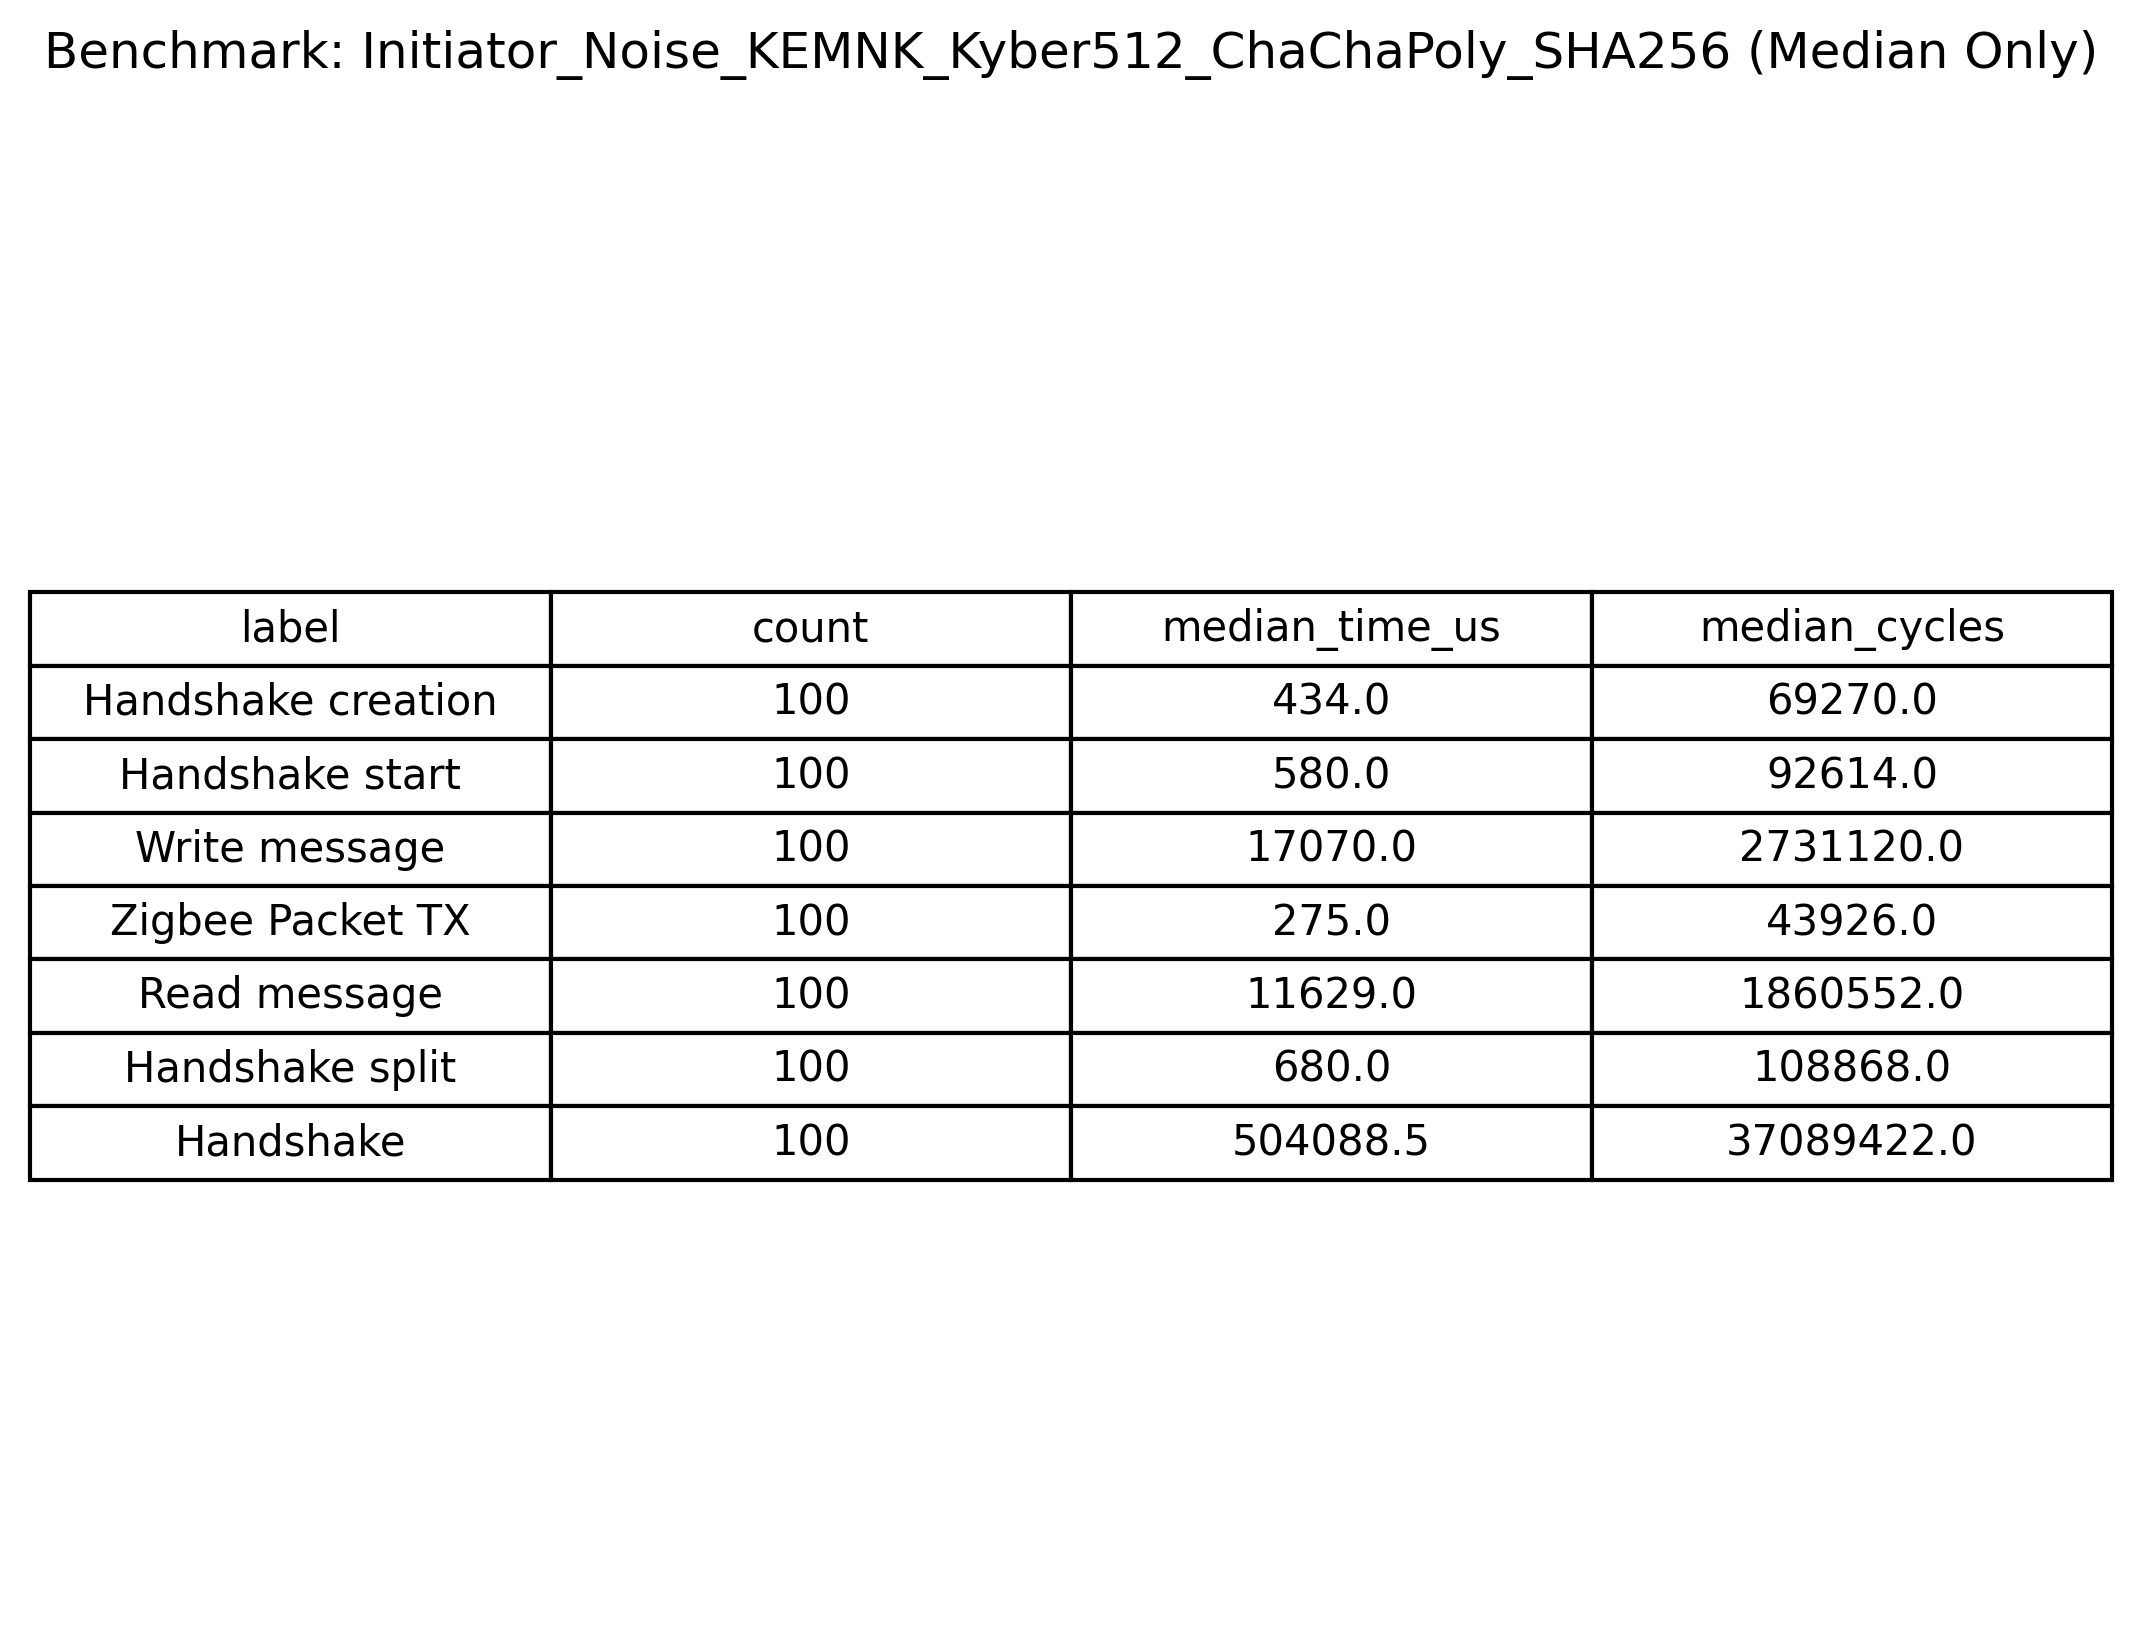 Benchmark: Initiator_Noise_KEMNK_Kyber512_ChaChaPoly_SHA256 (Median Only)
label count median_time_us median_cycles
Handshake creation 100 434.0 69270.0
Handshake start 100 580.0 92614.0
Write message 100 17070.0 2731120.0
Zigbee Packet TX 100 275.0 43926.0
Read message 100 11629.0 1860552.0
Handshake split 100 680.0 108868.0
Handshake 100 504088.5 37089422.0